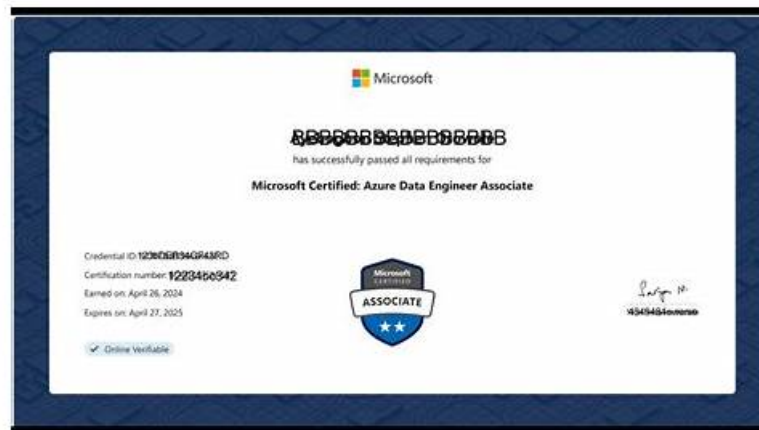 Microsoft
has successfully passed all requirements for
Microsoft Certified: Azure Data Engineer Associate
Credential ID:
Certification number:
Earned on: April 26, 2024
Expires on: April 27, 2025
✓ Online Verifiable
Microsoft
CERTIFIED
ASSOCIATE